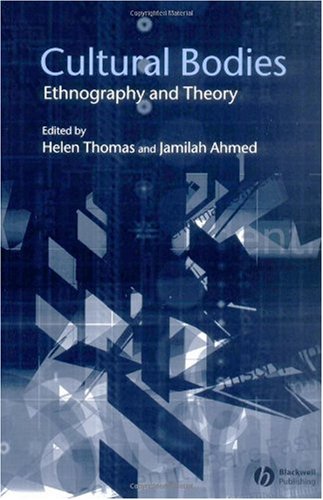 Cultural Bodies
Ethnography and Theory
Edited by
Helen Thomas and Jamilah Ahmed
b
Blackwell
Publishing